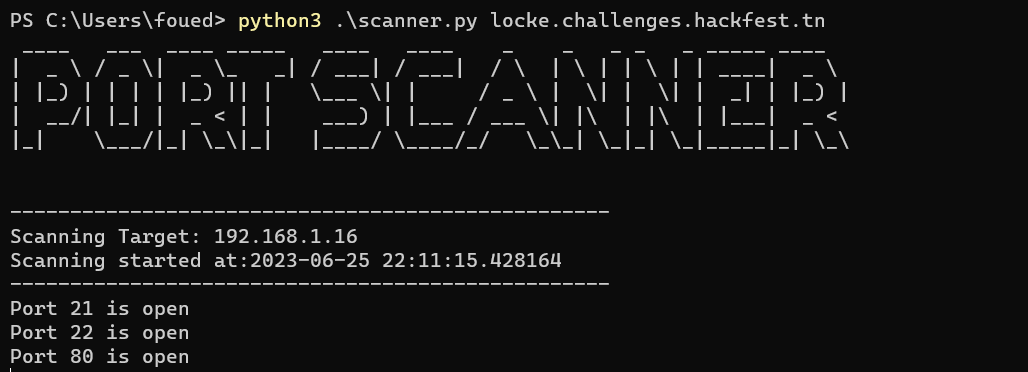 PS C:\Users\foued> python3 .\scanner.py locke.challenges.hackfest.tn
PORT SCANNER
--------------------------------------------------
Scanning Target: 192.168.1.16
Scanning started at:2023-06-25 22:11:15.428164
--------------------------------------------------
Port 21 is open
Port 22 is open
Port 80 is open